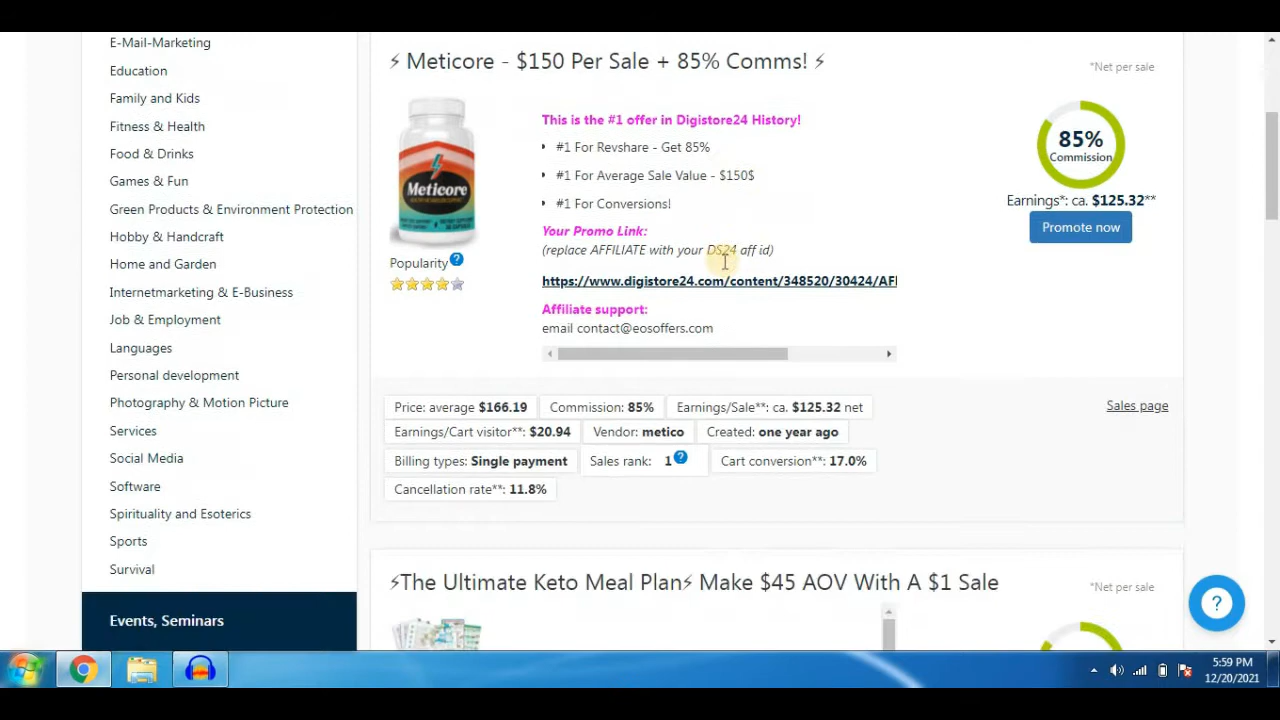 E-Mail-Marketing
Education
Family and Kids
Fitness & Health
Food & Drinks
Games & Fun
Green Products & Environment Protection
Hobby & Handcraft
Home and Garden
Internetmarketing & E-Business
Job & Employment
Languages
Personal development
Photography & Motion Picture
Services
Social Media
Software
Spirituality and Esoterics
Sports
Survival
Events, Seminars
⚡ Meticore - $150 Per Sale + 85% Comms! ⚡
*Net per sale
Meticore
Popularity ?
This is the #1 offer in Digistore24 History!
#1 For Revshare - Get 85%
#1 For Average Sale Value - $150$
#1 For Conversions!
Your Promo Link:
(replace AFFILIATE with your DS24 aff id)
https://www.digistore24.com/content/348520/30424/AFI
Affiliate support:
email contact@eosoffers.com
85%
Commission
Earnings*: ca. $125.32**
Promote now
Price: average $166.19 Commission: 85% Earnings/Sale**: ca. $125.32 net
Sales page
Earnings/Cart visitor**: $20.94 Vendor: metico Created: one year ago
Billing types: Single payment Sales rank: 1 ? Cart conversion**: 17.0%
Cancellation rate**: 11.8%
⚡The Ultimate Keto Meal Plan⚡ Make $45 AOV With A $1 Sale
*Net per sale
?
5:59 PM
12/20/2021